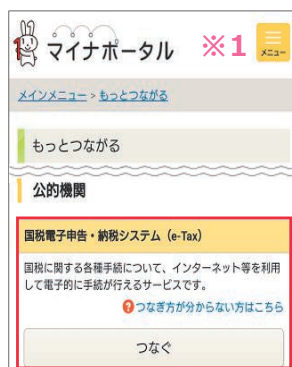 マイナポータル
※1
メニュー
メインメニュー > もっとつながる
もっとつながる
公的機関
国税電子申告・納税システム（e-Tax）
国税に関する各種手続について、インターネット等を利用
して電子的に手続が行えるサービスです。
?つなぎ方が分からない方はこちら
つなぐ